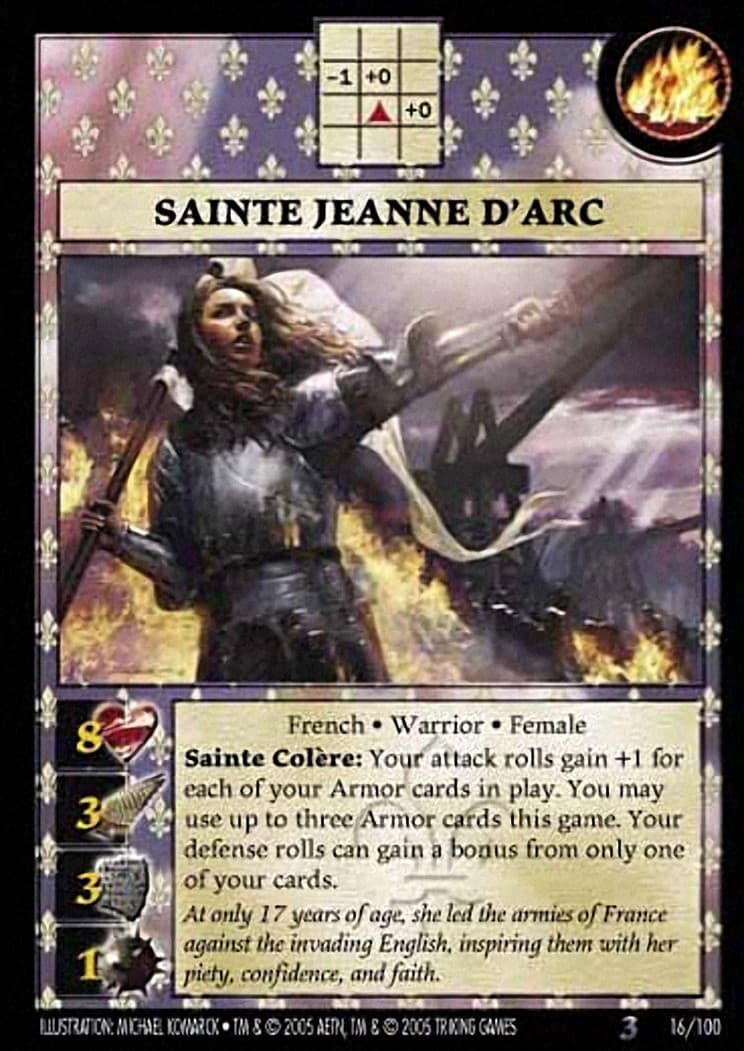 -1 +0
+0
SAINTE JEANNE D'ARC
8
3
3
1
French • Warrior • Female
Sainte Colère: Your attack rolls gain +1 for
each of your Armor cards in play. You may
use up to three Armor cards this game. Your
defense rolls can gain a bonus from only one
of your cards.
At only 17 years of age, she led the armies of France
against the invading English, inspiring them with her
piety, confidence, and faith.
ILLUSTRATION: MICHAEL KOMARCK • TM & © 2005 AETN, TM & © 2005 TRIKING GAMES 3 16/100